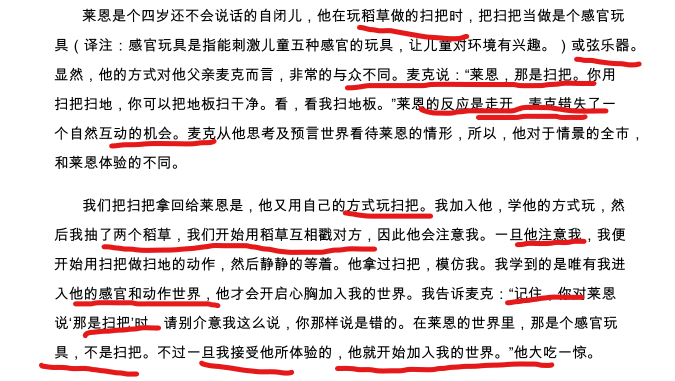 莱恩是个四岁还不会说话的自闭儿，他在玩稻草做的扫把时，把扫把当做是个感官玩
具（译注：感官玩具是指能刺激儿童五种感官的玩具，让儿童对环境有兴趣。）或弦乐器。
显然，他的方式对他父亲麦克而言，非常的与众不同。麦克说：“莱恩，那是扫把。你用
扫把扫地，你可以把地板扫干净。看，看我扫地板。”莱恩的反应是走开。麦克错失了一
个自然互动的机会。麦克从他思考及预言世界看待莱恩的情形，所以，他对于情景的全市，
和莱恩体验的不同。
我们把扫把拿回给莱恩是，他又用自己的方式玩扫把。我加入他，学他的方式玩，然
后我抽了两个稻草，我们开始用稻草互相戳对方，因此他会注意我。一旦他注意我，我便
开始用扫把做扫地的动作，然后静静的等着。他拿过扫把，模仿我。我学到的是唯有我进
入他的感官和动作世界，他才会开启心胸加入我的世界。我告诉麦克：“记住，你对莱恩
说‘那是扫把’时，请别介意我这么说，你那样说是错的。在莱恩的世界里，那是个感官玩
具，不是扫把。不过一旦我接受他所体验的，他就开始加入我的世界。”他大吃一惊。